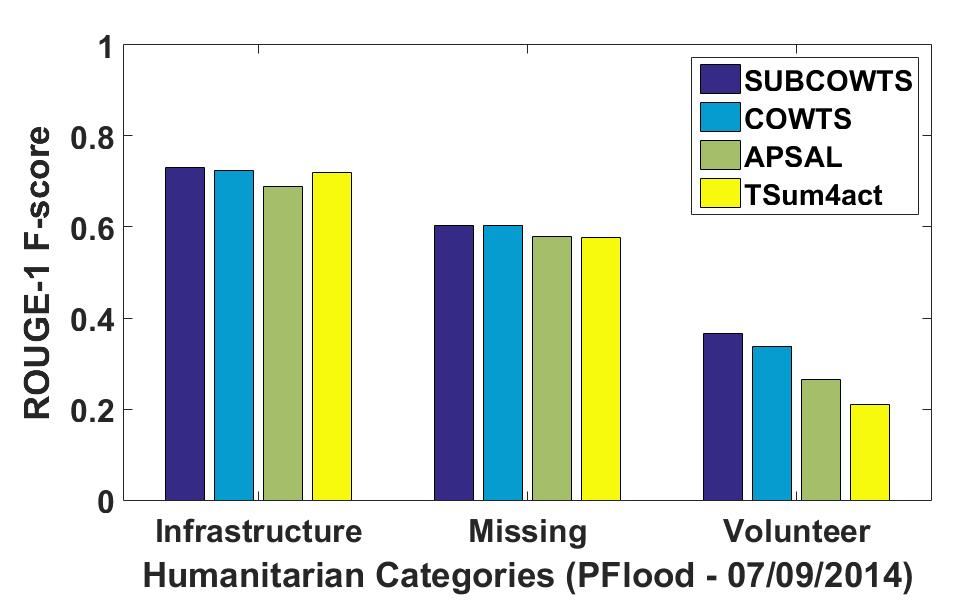 1
0.8
0.6
0.4
0.2
0
ROUGE-1 F-score
SUBCOWTS
COWTS
APSAL
TSum4act
Infrastructure Missing Volunteer
Humanitarian Categories (PFlood - 07/09/2014)